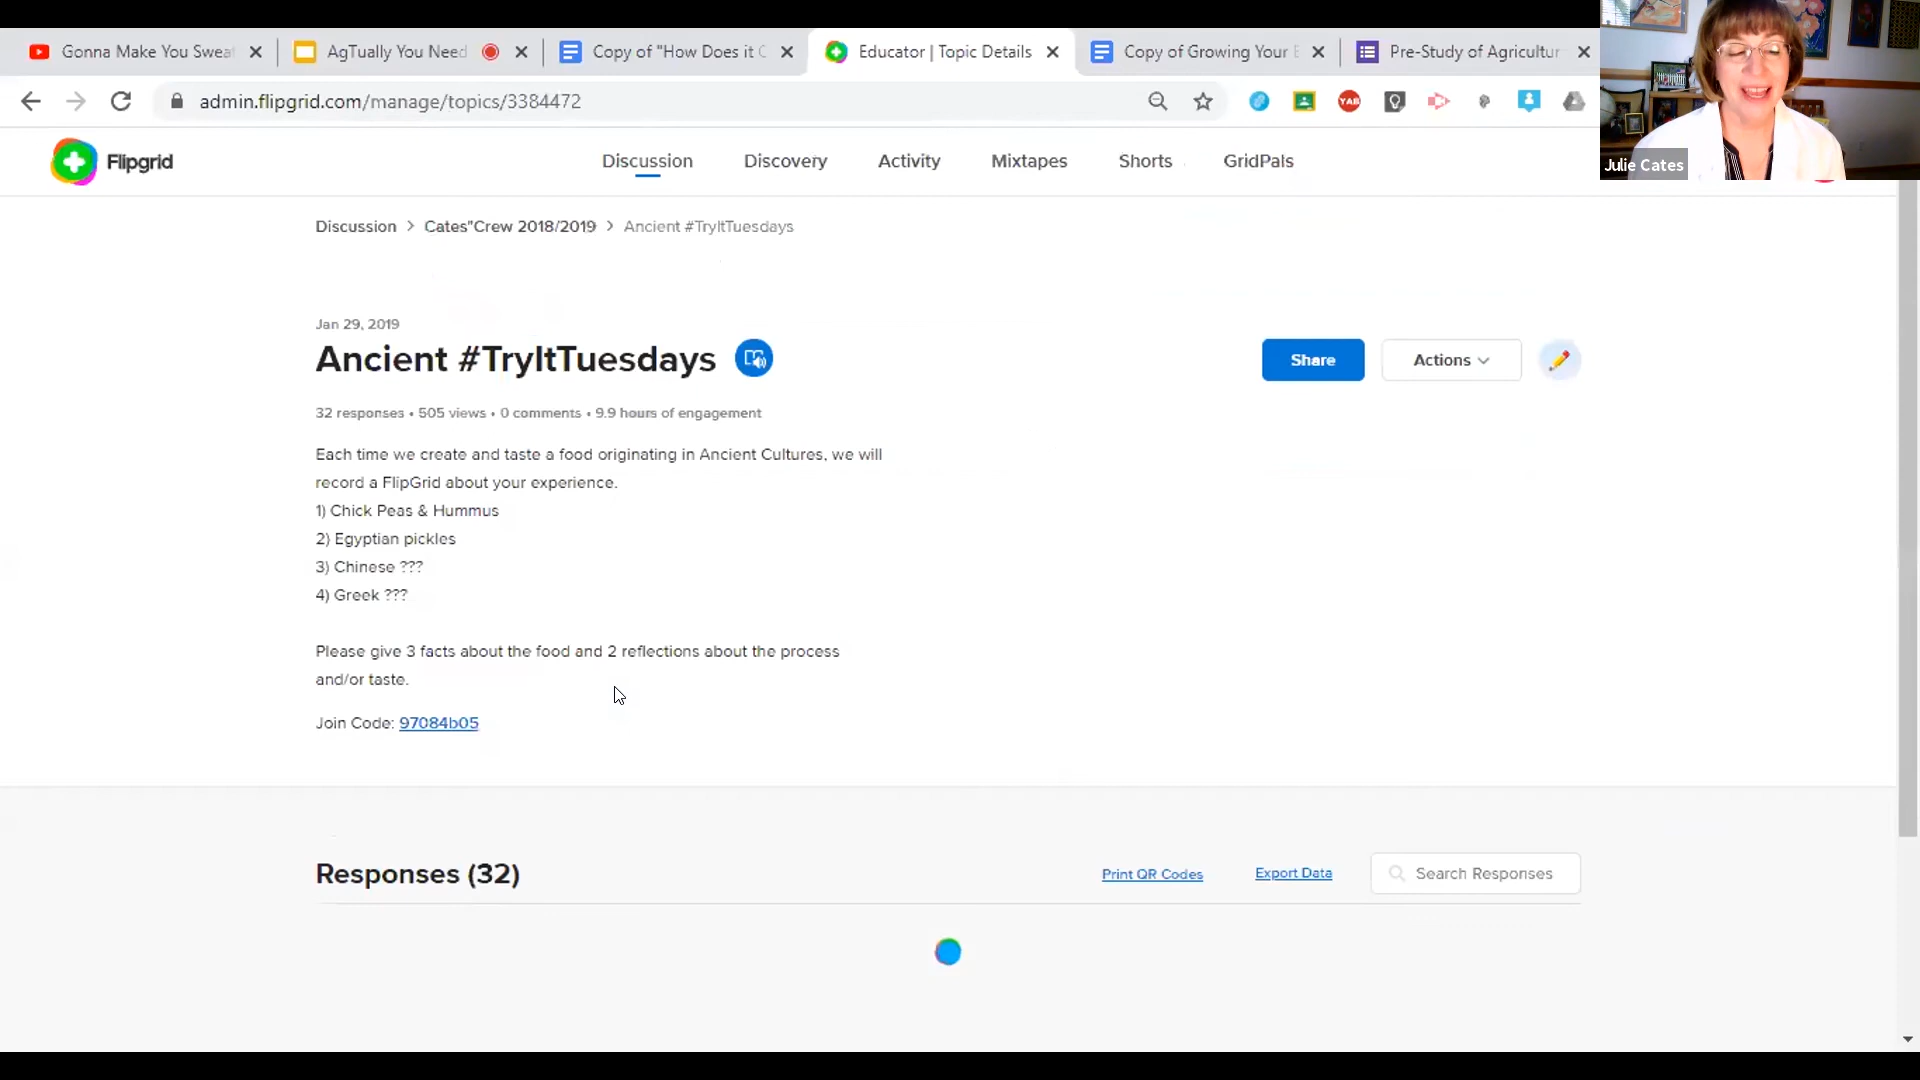 Gonna Make You Sweat
AgTually You Need
Copy of "How Does it C
Educator | Topic Details
Copy of Growing Your E
Pre-Study of Agricultur
admin.flipgrid.com/manage/topics/3384472
YAB
Julie Cates
Flipgrid
Discussion
Discovery
Activity
Mixtapes
Shorts
GridPals
Discussion > Cates"Crew 2018/2019 > Ancient #TryItTuesdays
Jan 29, 2019
Ancient #TryItTuesdays
Share
Actions
32 responses • 505 views • 0 comments • 9.9 hours of engagement
Each time we create and taste a food originating in Ancient Cultures, we will
record a FlipGrid about your experience.
1) Chick Peas & Hummus
2) Egyptian pickles
3) Chinese ???
4) Greek ???
Please give 3 facts about the food and 2 reflections about the process
and/or taste.
Join Code: 97084b05
Responses (32)
Print QR Codes
Export Data
Search Responses